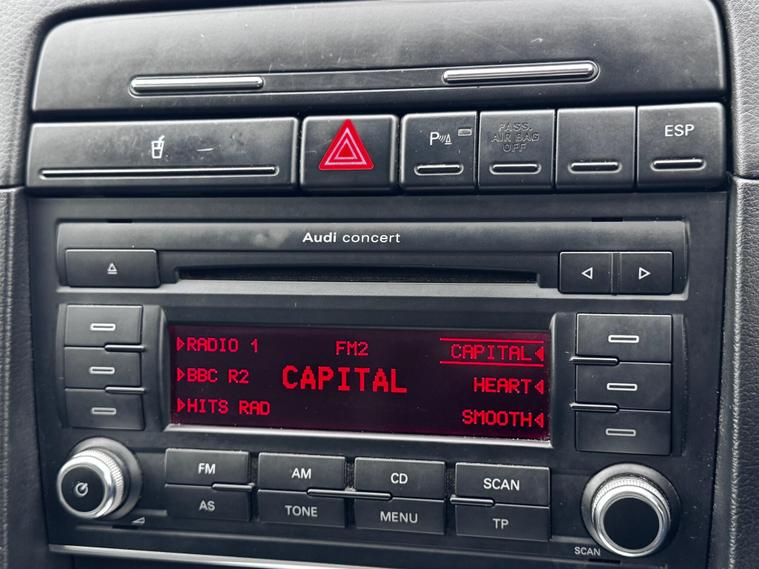 P
PASS.
AIR BAG
OFF
ESP
Audi concert
RADIO 1
FM2
CAPITAL
BBC R2
CAPITAL
HEART
HITS RAD
SMOOTH
FM
AM
CD
SCAN
AS
TONE
MENU
TP
SCAN